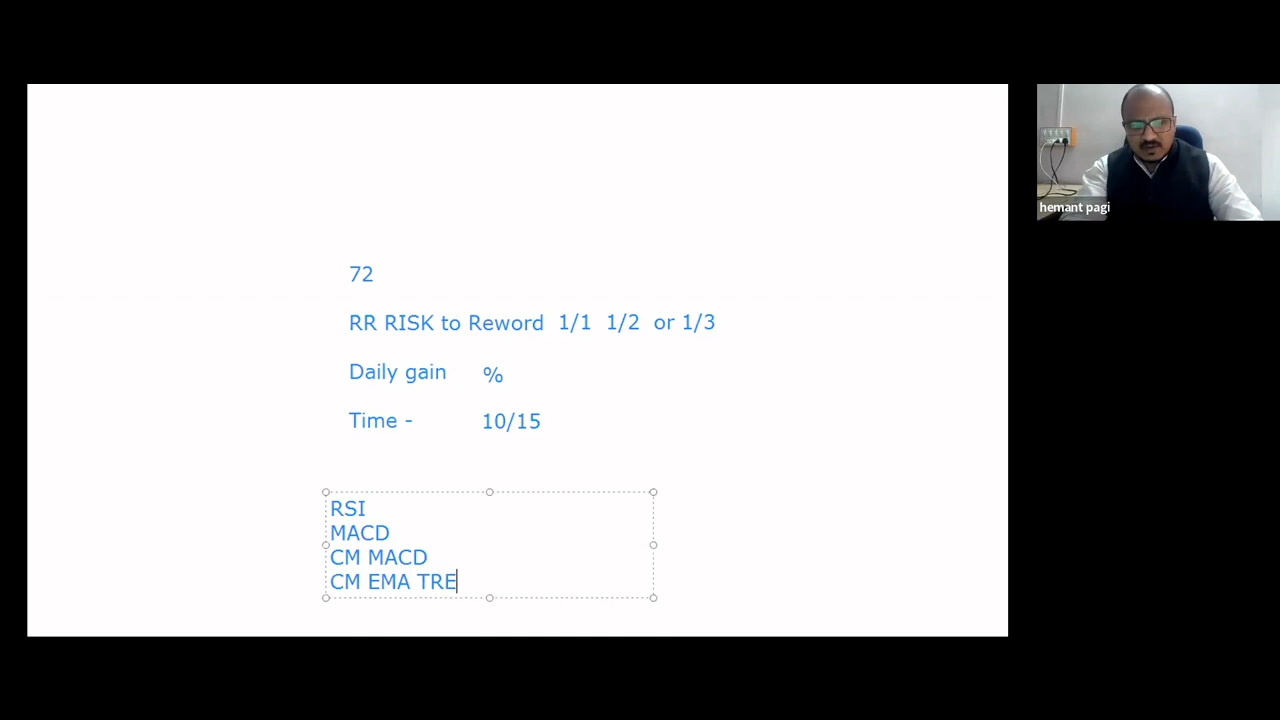 72
RR RISK to Reword 1/1 1/2 or 1/3
Daily gain %
Time - 10/15
RSI
MACD
CM MACD
CM EMA TRE
hemant pagi